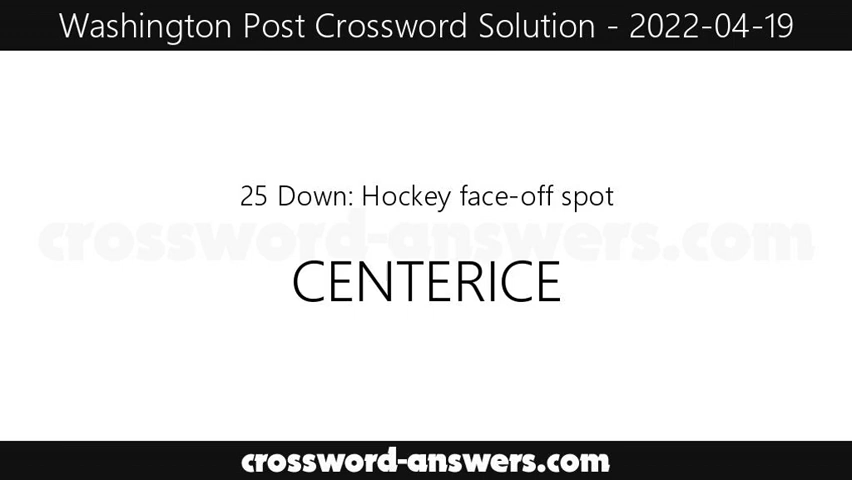 Washington Post Crossword Solution - 2022-04-19
25 Down: Hockey face-off spot
crossword-answers.com
CENTERICE
crossword-answers.com